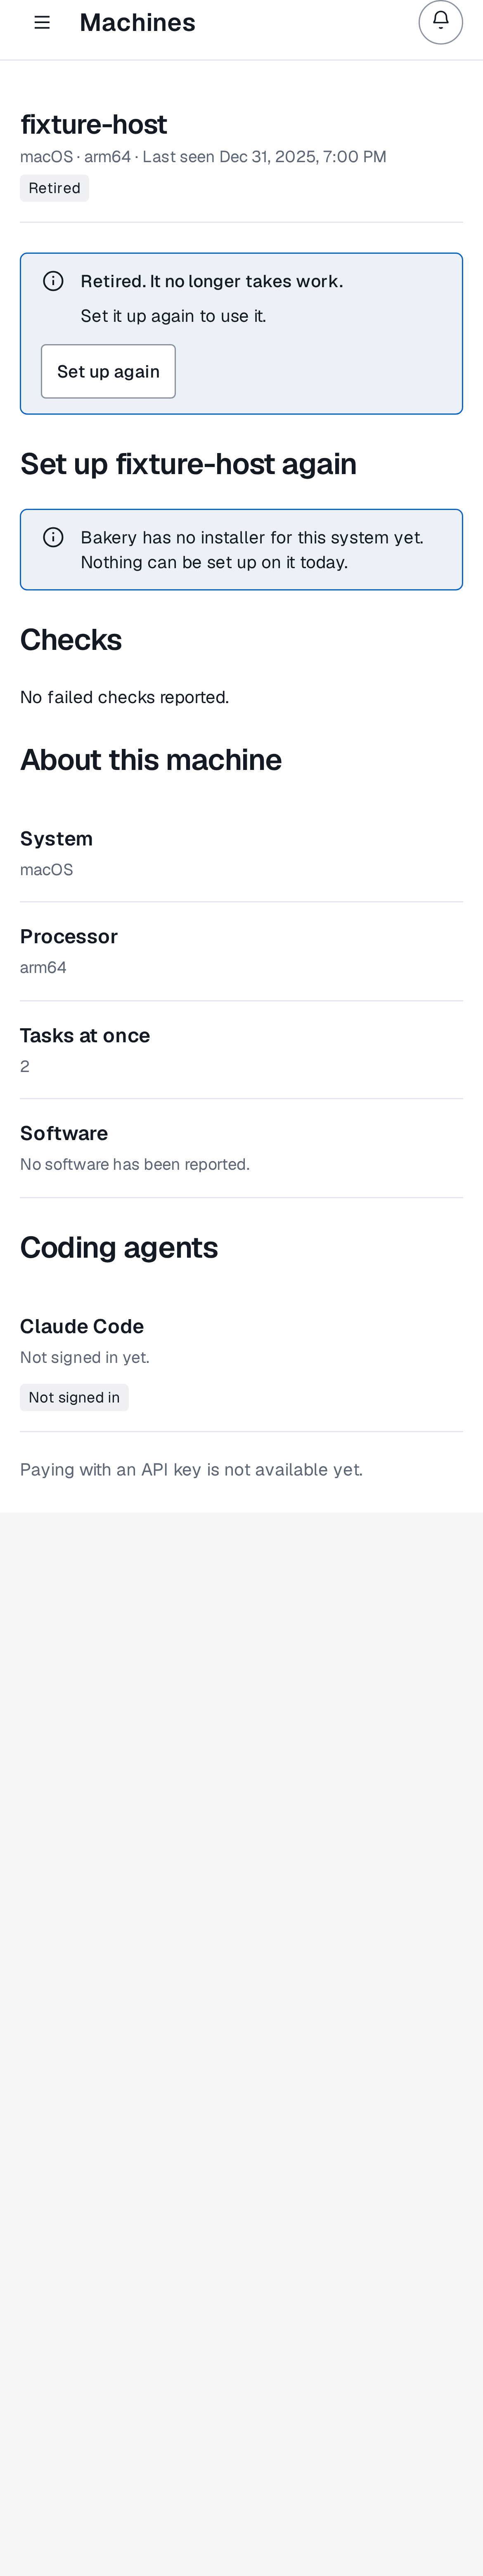 Machines
fixture-host
macOS · arm64 · Last seen Dec 31, 2025, 7:00 PM
Retired
Retired. It no longer takes work.
Set it up again to use it.
Set up again
Set up fixture-host again
Bakery has no installer for this system yet.
Nothing can be set up on it today.
Checks
No failed checks reported.
About this machine
System
macOS
Processor
arm64
Tasks at once
2
Software
No software has been reported.
Coding agents
Claude Code
Not signed in yet.
Not signed in
Paying with an API key is not available yet.